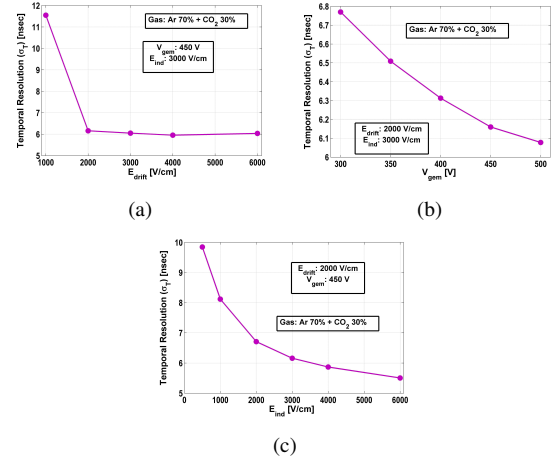 12
11
10
9
8
7
6
5
1000 2000 3000 4000 5000 6000
Temporal Resolution (σT) [nsec]
Edrift [V/cm]
Gas: Ar 70% + CO2 30%
Vgem: 450 V
Eind: 3000 V/cm
(a)
6.8
6.7
6.6
6.5
6.4
6.3
6.2
6.1
6
300 350 400 450 500
Temporal Resolution (σT) [nsec]
Vgem [V]
Gas: Ar 70% + CO2 30%
Edrift: 2000 V/cm
Eind: 3000 V/cm
(b)
10
9
8
7
6
5
0 1000 2000 3000 4000 5000 6000
Temporal Resolution (σT) [nsec]
Eind [V/cm]
Edrift: 2000 V/cm
Vgem: 450 V
Gas: Ar 70% + CO2 30%
(c)